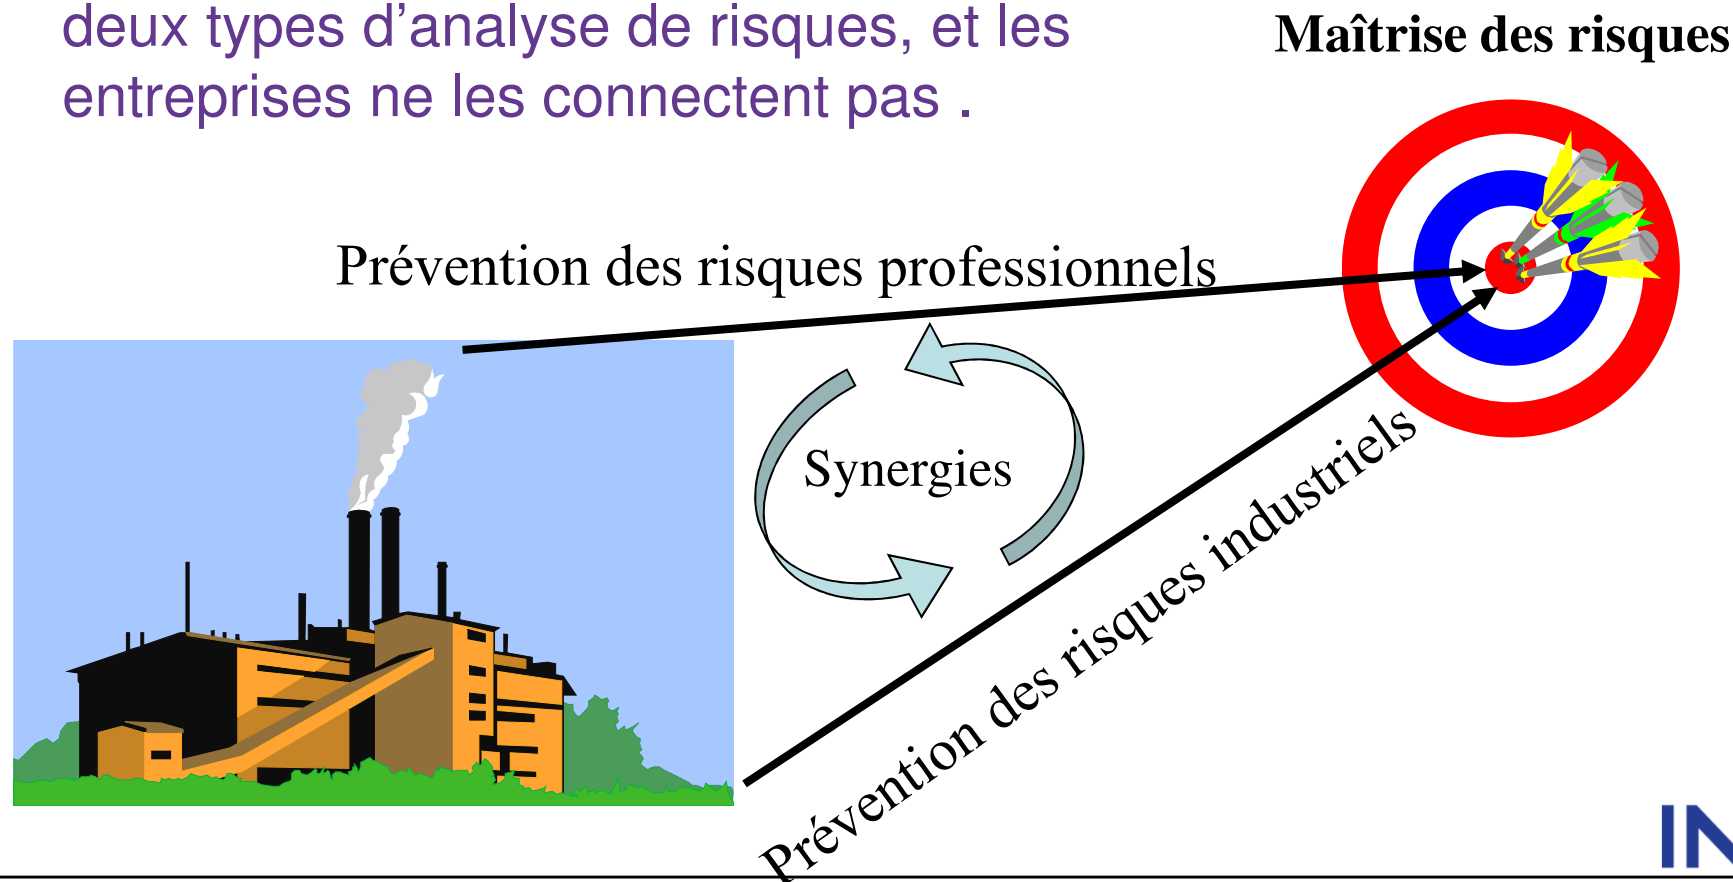 deux types d’analyse de risques, et les
entreprises ne les connectent pas .
Maîtrise des risques
Prévention des risques professionnels
Synergies
Prévention des risques industriels
IN